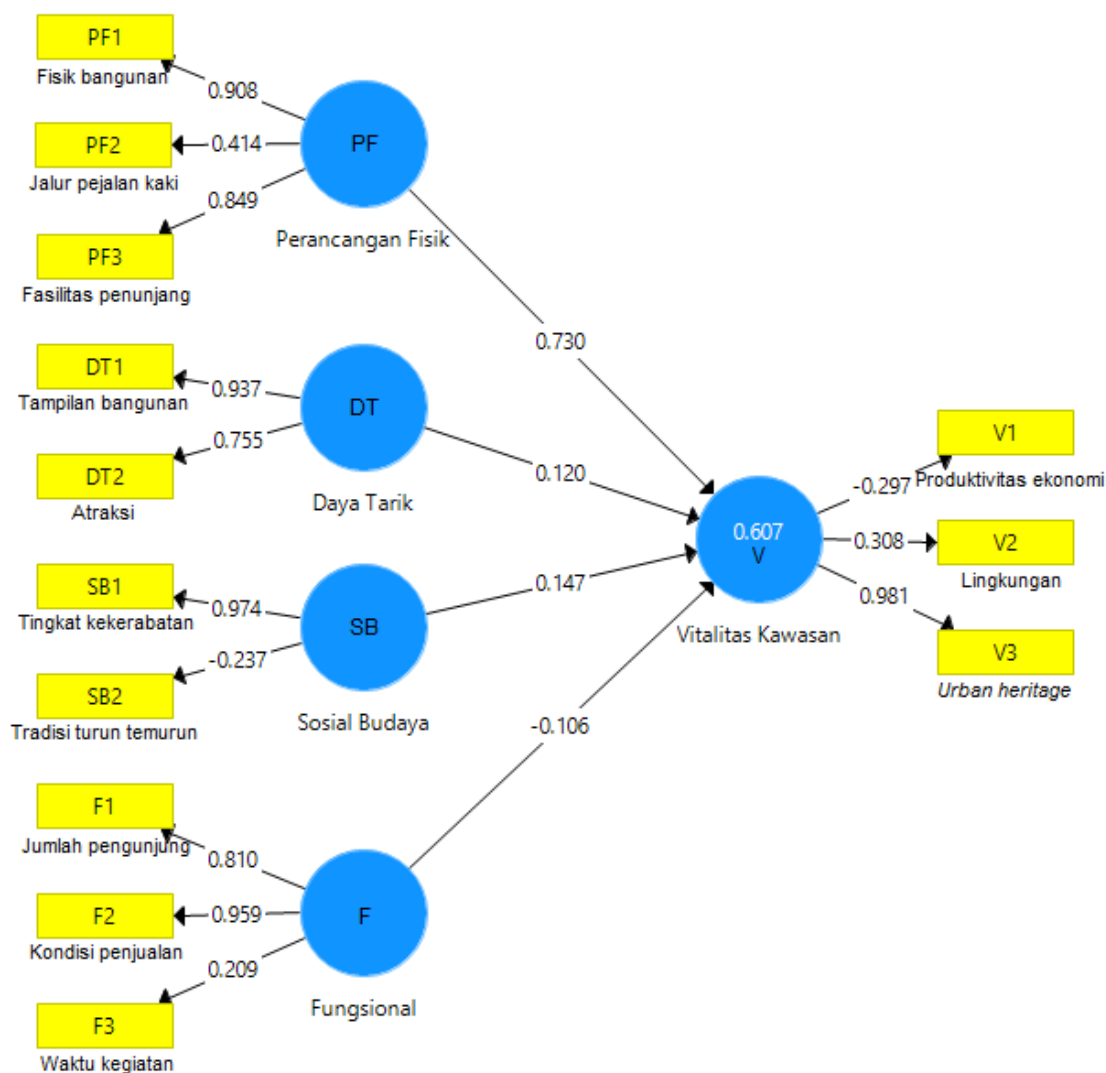 PF1
Fisik bangunan
0.908
PF2
0.414
PF
Jalur pejalan kaki
0.849
PF3
Perancangan Fisik
Fasilitas penunjang
0.730
DT1
0.937
Tampilan bangunan
DT
0.755
DT2
0.120
Atraksi
Daya Tarik
V1
-0.297
Produktivitas ekonomi
0.607
V
0.308
V2
Lingkungan
SB1
0.974
0.147
Tingkat kekerabatan
0.981
SB
Vitalitas Kawasan
-0.237
V3
SB2
Urban heritage
Tradisi turun temurun
Sosial Budaya
-0.106
F1
Jumlah pengunjung
0.810
F2
0.959
F
Kondisi penjualan
0.209
Fungsional
F3
Waktu kegiatan